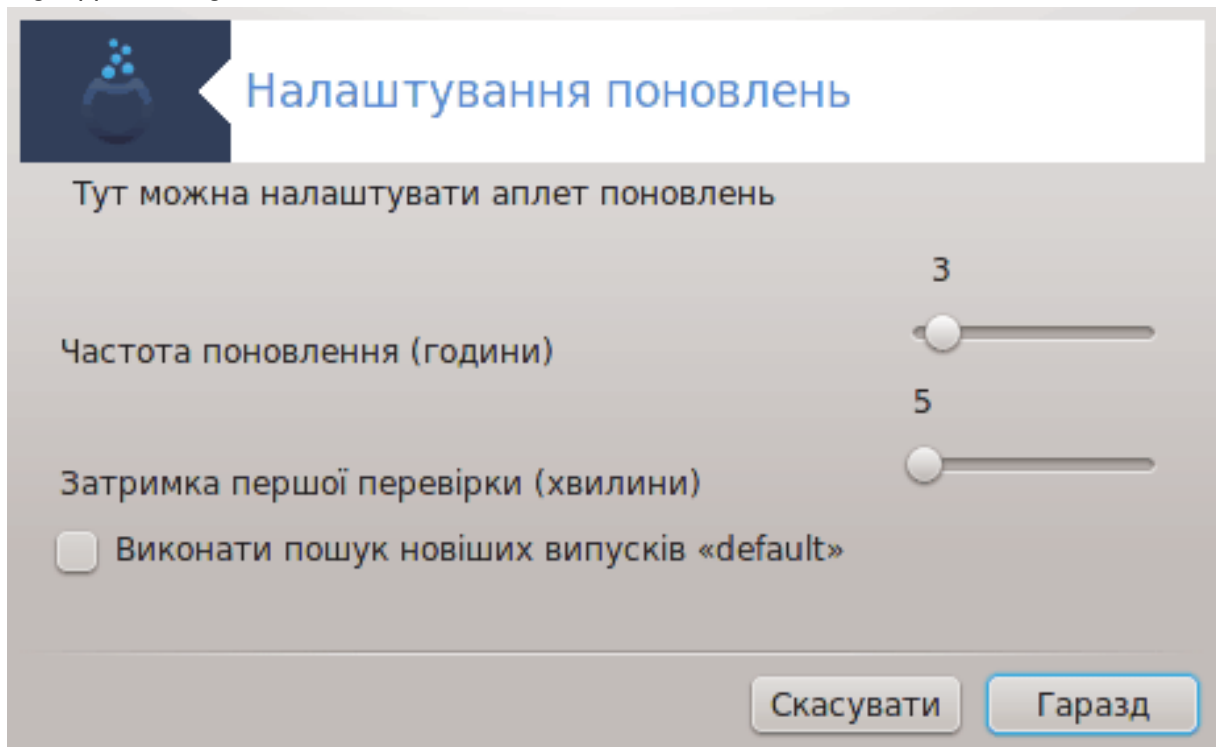 Налаштування поновлень
Тут можна налаштувати аплет поновлень
3
Частота поновлення (години)
5
Затримка першої перевірки (хвилини)
Виконати пошук новіших випусків «default»
Скасувати
Гаразд